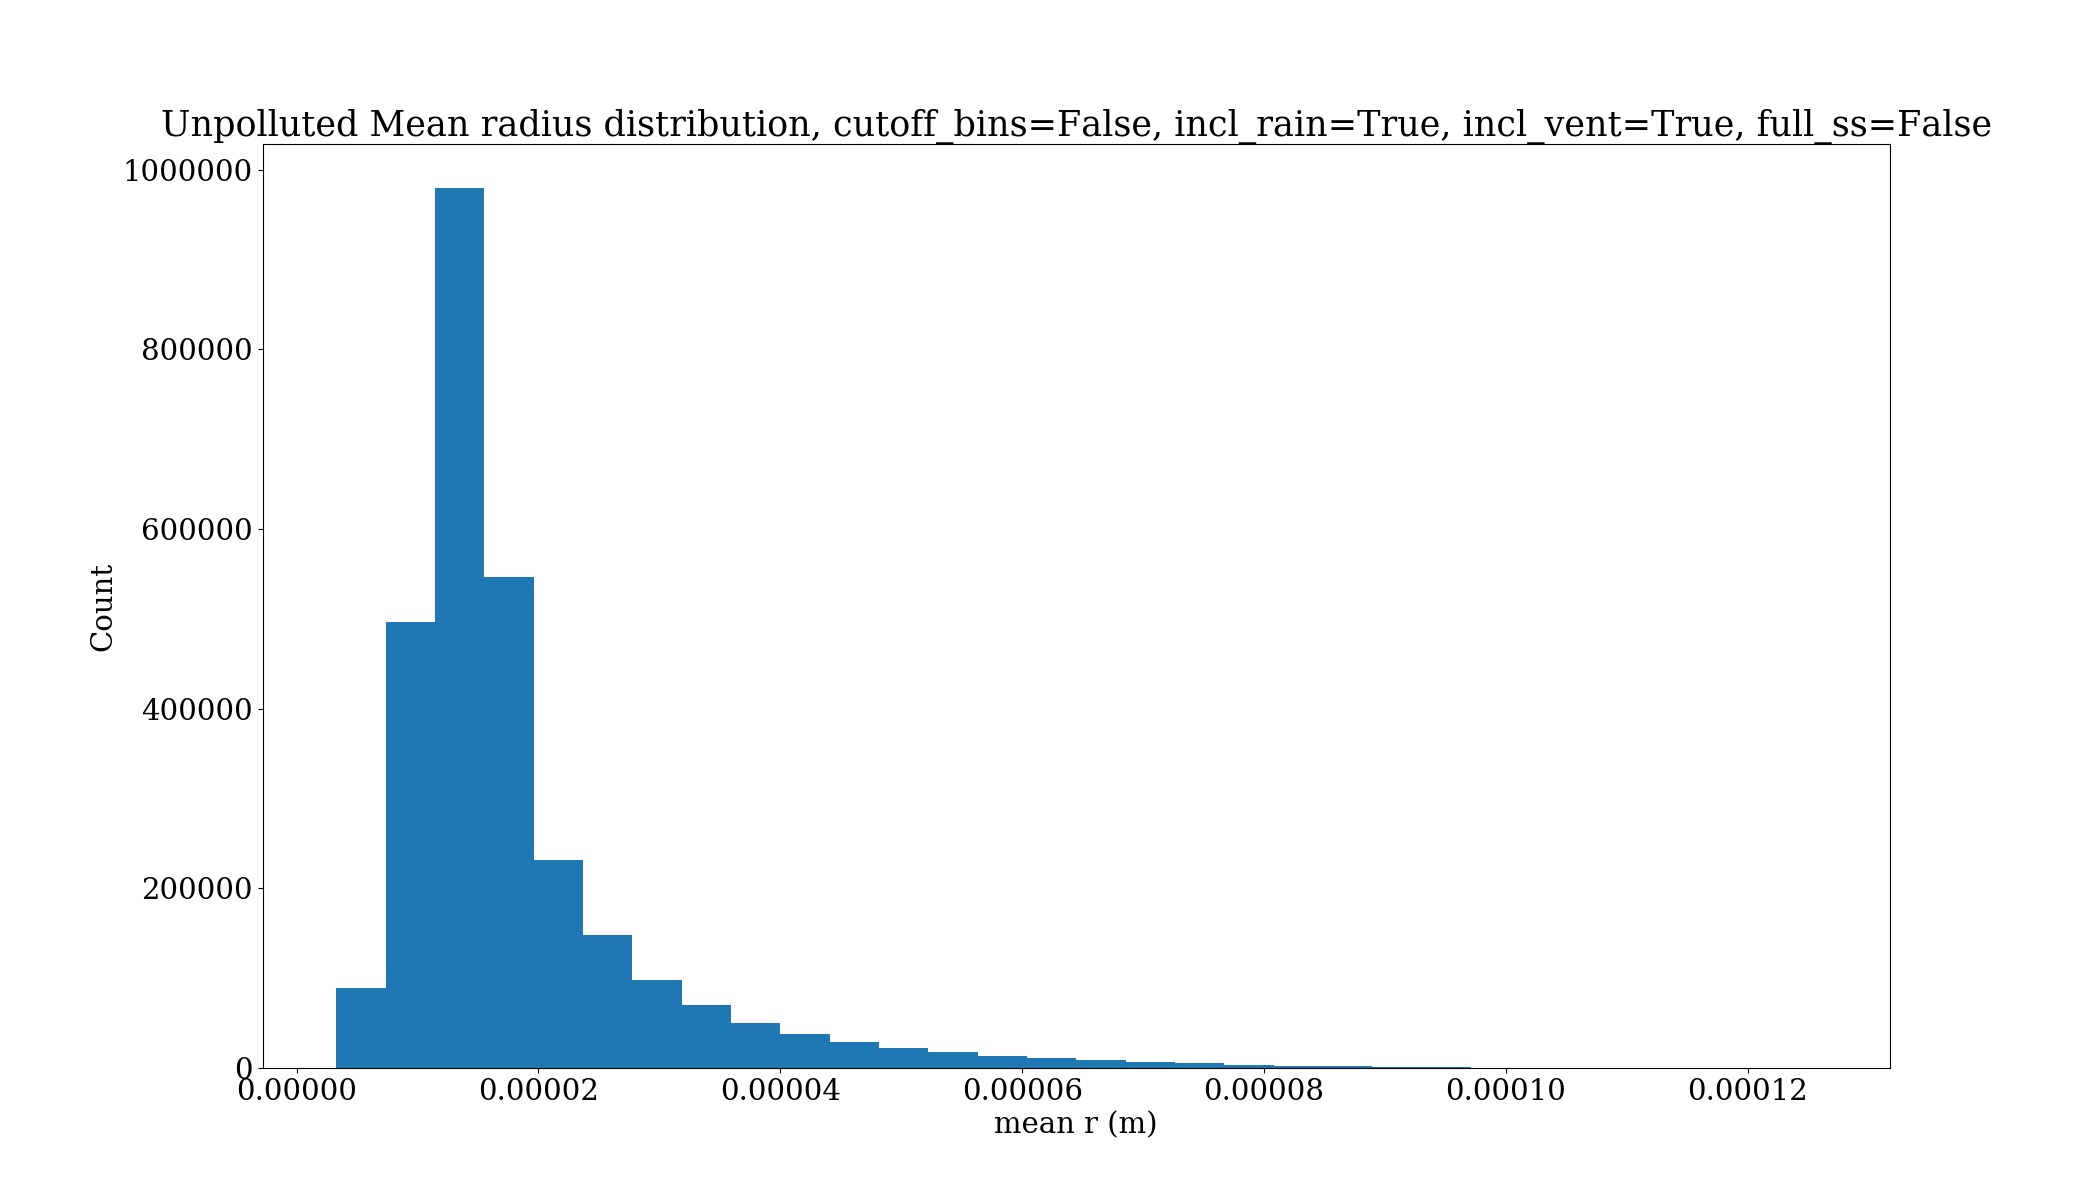 Unpolluted Mean radius distribution, cutoff_bins=False, incl_rain=True, incl_vent=True, full_ss=False
1000000
800000
600000
400000
200000
0
Count
0.00000 0.00002 0.00004 0.00006 0.00008 0.00010 0.00012
mean r (m)